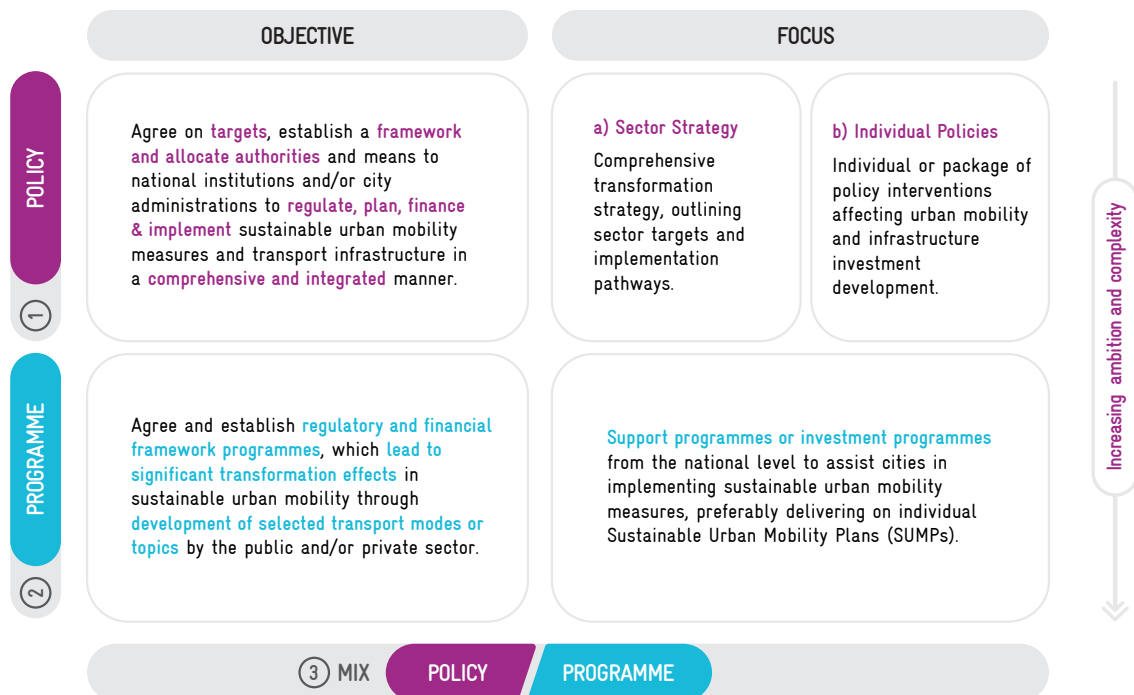 OBJECTIVE
FOCUS
POLICY
1
Agree on targets, establish a framework
and allocate authorities and means to
national institutions and/or city
administrations to regulate, plan, finance
& implement sustainable urban mobility
measures and transport infrastructure in
a comprehensive and integrated manner.
a) Sector Strategy
Comprehensive
transformation
strategy, outlining
sector targets and
implementation
pathways.
b) Individual Policies
Individual or package of
policy interventions
affecting urban mobility
and infrastructure
investment
development.
Increasing ambition and complexity
PROGRAMME
2
Agree and establish regulatory and financial
framework programmes, which lead to
significant transformation effects in
sustainable urban mobility through
development of selected transport modes or
topics by the public and/or private sector.
Support programmes or investment programmes
from the national level to assist cities in
implementing sustainable urban mobility
measures, preferably delivering on individual
Sustainable Urban Mobility Plans (SUMPs).
3 MIX POLICY PROGRAMME